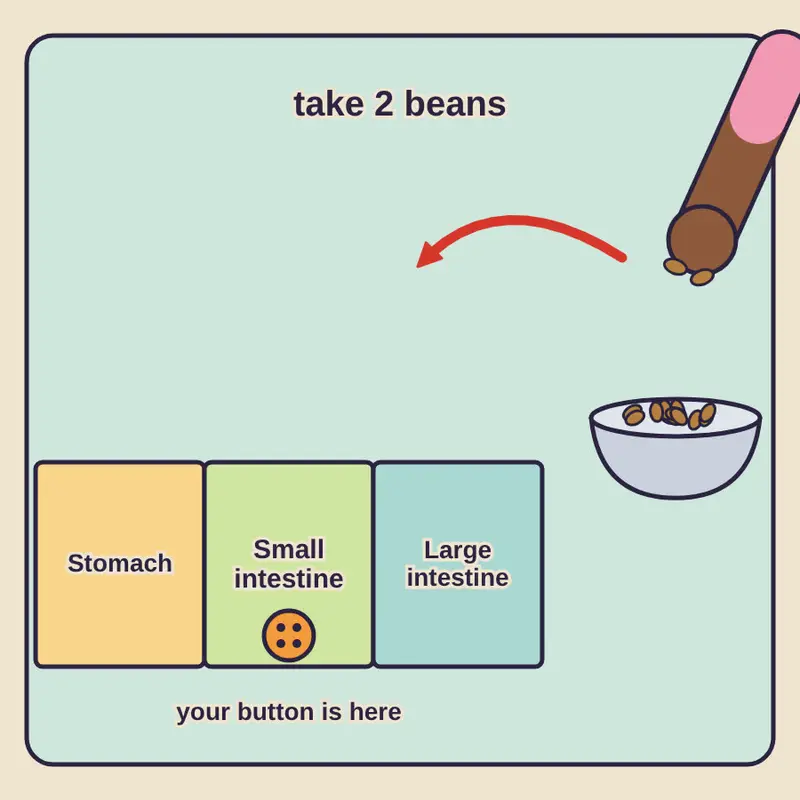 take 2 beans
Stomach
Small
intestine
Large
intestine
your button is here